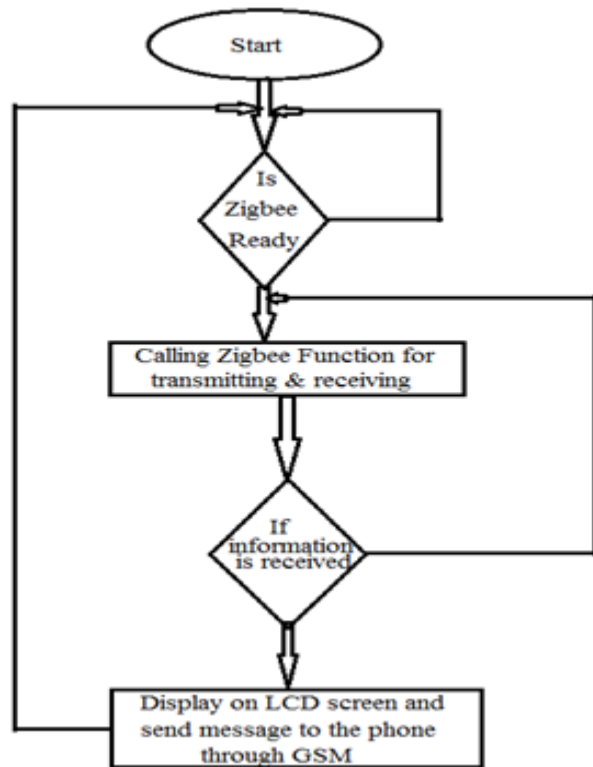 Start
Is
Zigbee
Ready
Calling Zigbee Function for
transmitting & receiving
If
information
is received
Display on LCD screen and
send message to the phone
through GSM